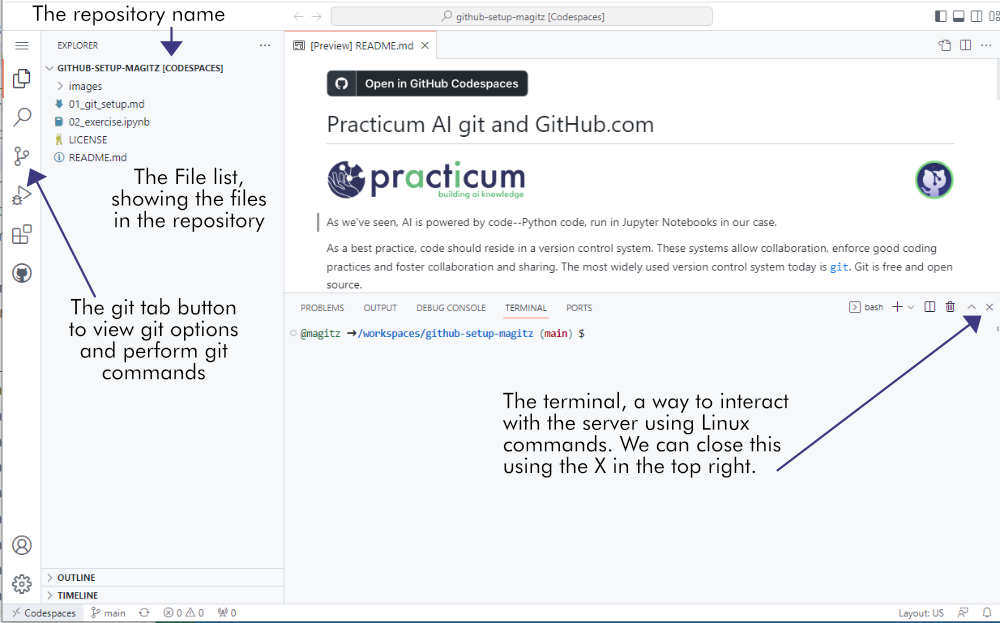 The repository name
github-setup-magitz [Codespaces]
EXPLORER
GITHUB-SETUP-MAGITZ [CODESPACES]
images
01_git_setup.md
02_exercise.ipynb
LICENSE
README.md
The File list,
showing the files
in the repository
The git tab button
to view git options
and perform git
commands
OUTLINE
TIMELINE
[Preview] README.md
Open in GitHub Codespaces
Practicum AI git and GitHub.com
practicum
building ai knowledge
As we've seen, AI is powered by code--Python code, run in Jupyter Notebooks in our case.
As a best practice, code should reside in a version control system. These systems allow collaboration, enforce good coding
practices and foster collaboration and sharing. The most widely used version control system today is git. Git is free and open
source.
PROBLEMS OUTPUT DEBUG CONSOLE TERMINAL PORTS bash
@magitz ➜/workspaces/github-setup-magitz (main) $
The terminal, a way to interact
with the server using Linux
commands. We can close this
using the X in the top right.
Codespaces main 0 0 0 Layout: US